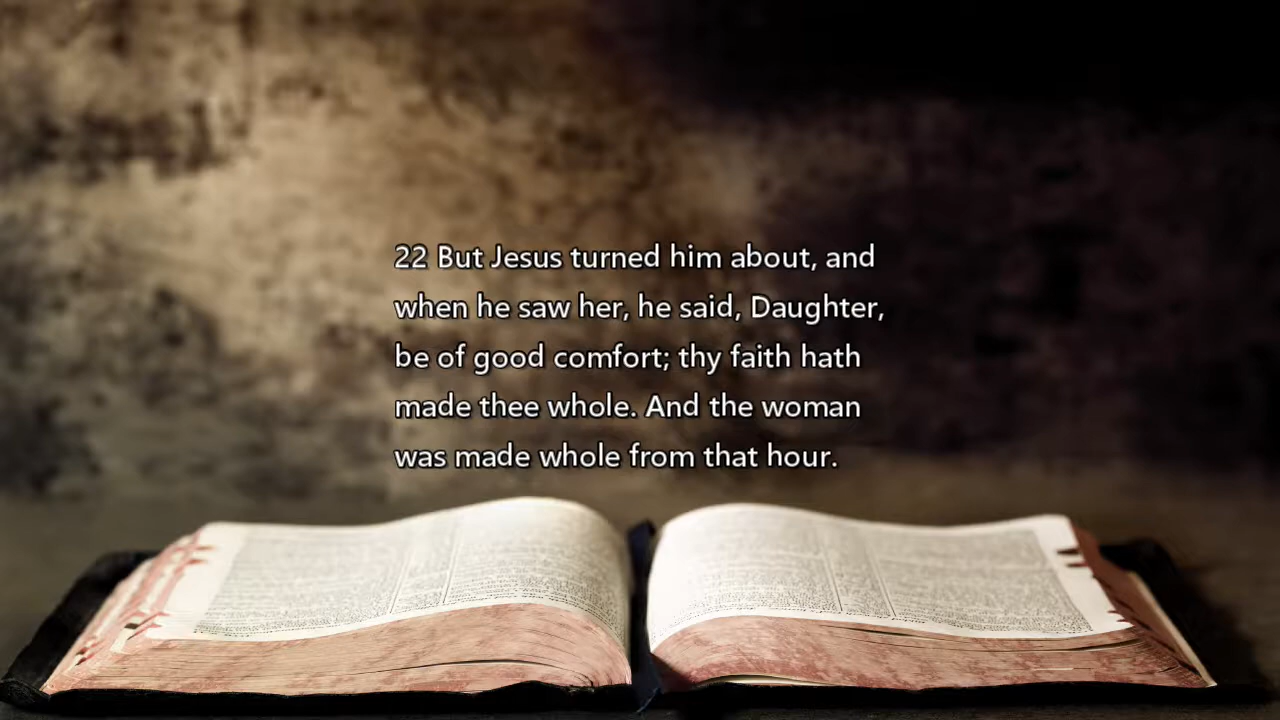 22 But Jesus turned him about, and
when he saw her, he said, Daughter,
be of good comfort; thy faith hath
made thee whole. And the woman
was made whole from that hour.